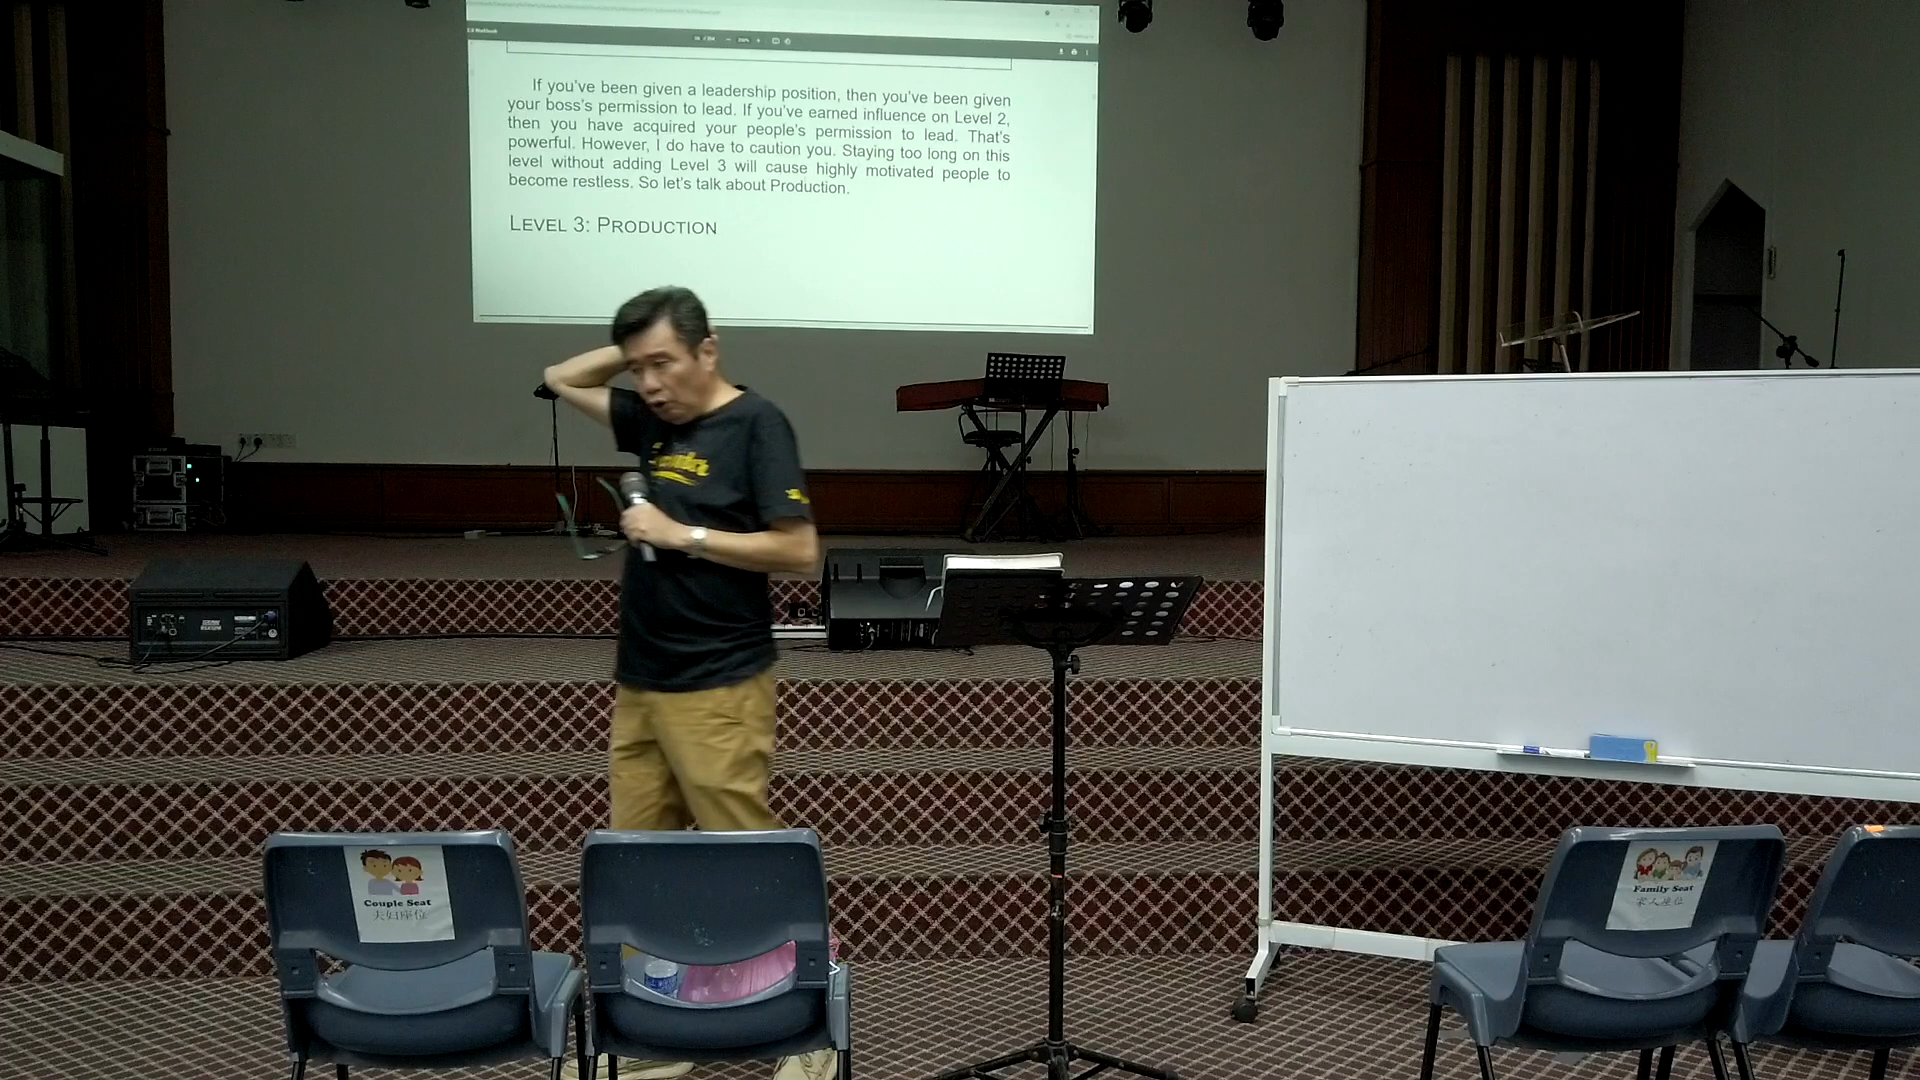 If you've been given a leadership position, then you've been given
your boss's permission to lead. If you've earned influence on Level 2,
then you have acquired your people's permission to lead. That's
powerful. However, I do have to caution you. Staying too long on this
level without adding Level 3 will cause highly motivated people to
become restless. So let's talk about Production.
LEVEL 3: PRODUCTION
Couple Seat
夫妇座位
Family Seat
家人座位